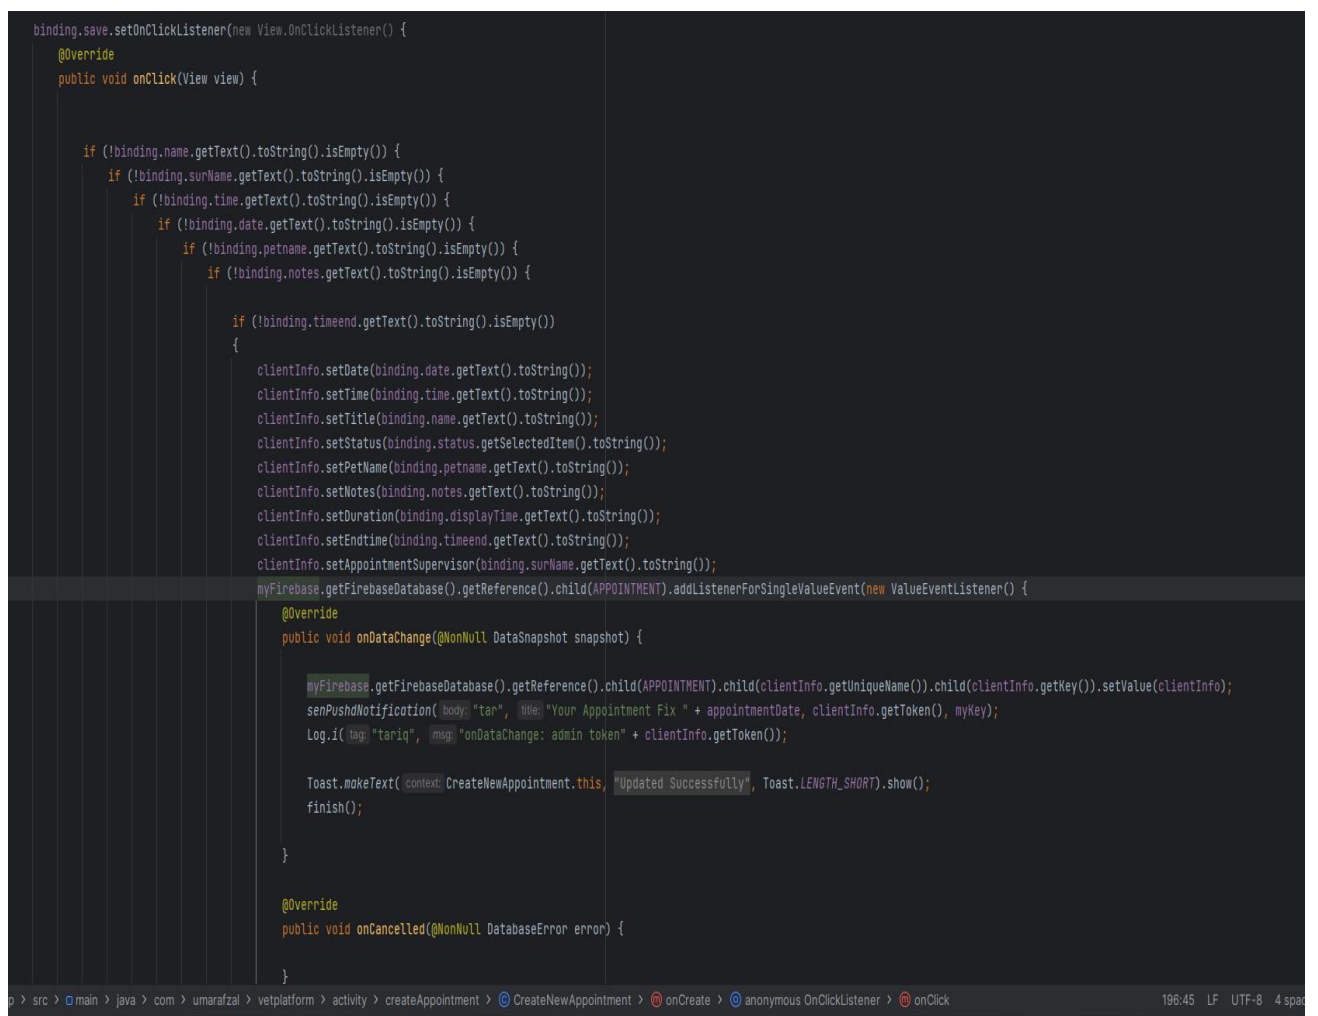 binding.save.setOnClickListener(new View.OnClickListener() {
@Override
public void onClick(View view) {
if (!binding.name.getText().toString().isEmpty()) {
if (!binding.surName.getText().toString().isEmpty()) {
if (!binding.time.getText().toString().isEmpty()) {
if (!binding.date.getText().toString().isEmpty()) {
if (!binding.petname.getText().toString().isEmpty()) {
if (!binding.notes.getText().toString().isEmpty()) {
if (!binding.timeend.getText().toString().isEmpty())
{
clientInfo.setDate(binding.date.getText().toString());
clientInfo.setTime(binding.time.getText().toString());
clientInfo.setTitle(binding.name.getText().toString());
clientInfo.setStatus(binding.status.getSelectedItem().toString());
clientInfo.setPetName(binding.petname.getText().toString());
clientInfo.setNotes(binding.notes.getText().toString());
clientInfo.setDuration(binding.displayTime.getText().toString());
clientInfo.setEndtime(binding.timeend.getText().toString());
clientInfo.setAppointmentSupervisor(binding.surName.getText().toString());
myFirebase.getFirebaseDatabase().getReference().child(APPOINTMENT).addListenerForSingleValueEvent(new ValueEventListener() {
@Override
public void onDataChange(@NonNull DataSnapshot snapshot) {
myFirebase.getFirebaseDatabase().getReference().child(APPOINTMENT).child(clientInfo.getUniqueName()).child(clientInfo.getKey()).setValue(clientInfo);
senPushdNotification( body: "tar", title: "Your Appointment Fix " + appointmentDate, clientInfo.getToken(), myKey);
Log.i( tag: "tariq", msg: "onDataChange: admin token" + clientInfo.getToken());
Toast.makeText( context: CreateNewAppointment.this, "Updated Successfully", Toast.LENGTH_SHORT).show();
finish();
}
@Override
public void onCancelled(@NonNull DatabaseError error) {
}
p > src > main > java > com > umarafzal > vetplatform > activity > createAppointment > CreateNewAppointment > onCreate > anonymous OnClickListener > onClick 196:45 LF UTF-8 4 spac